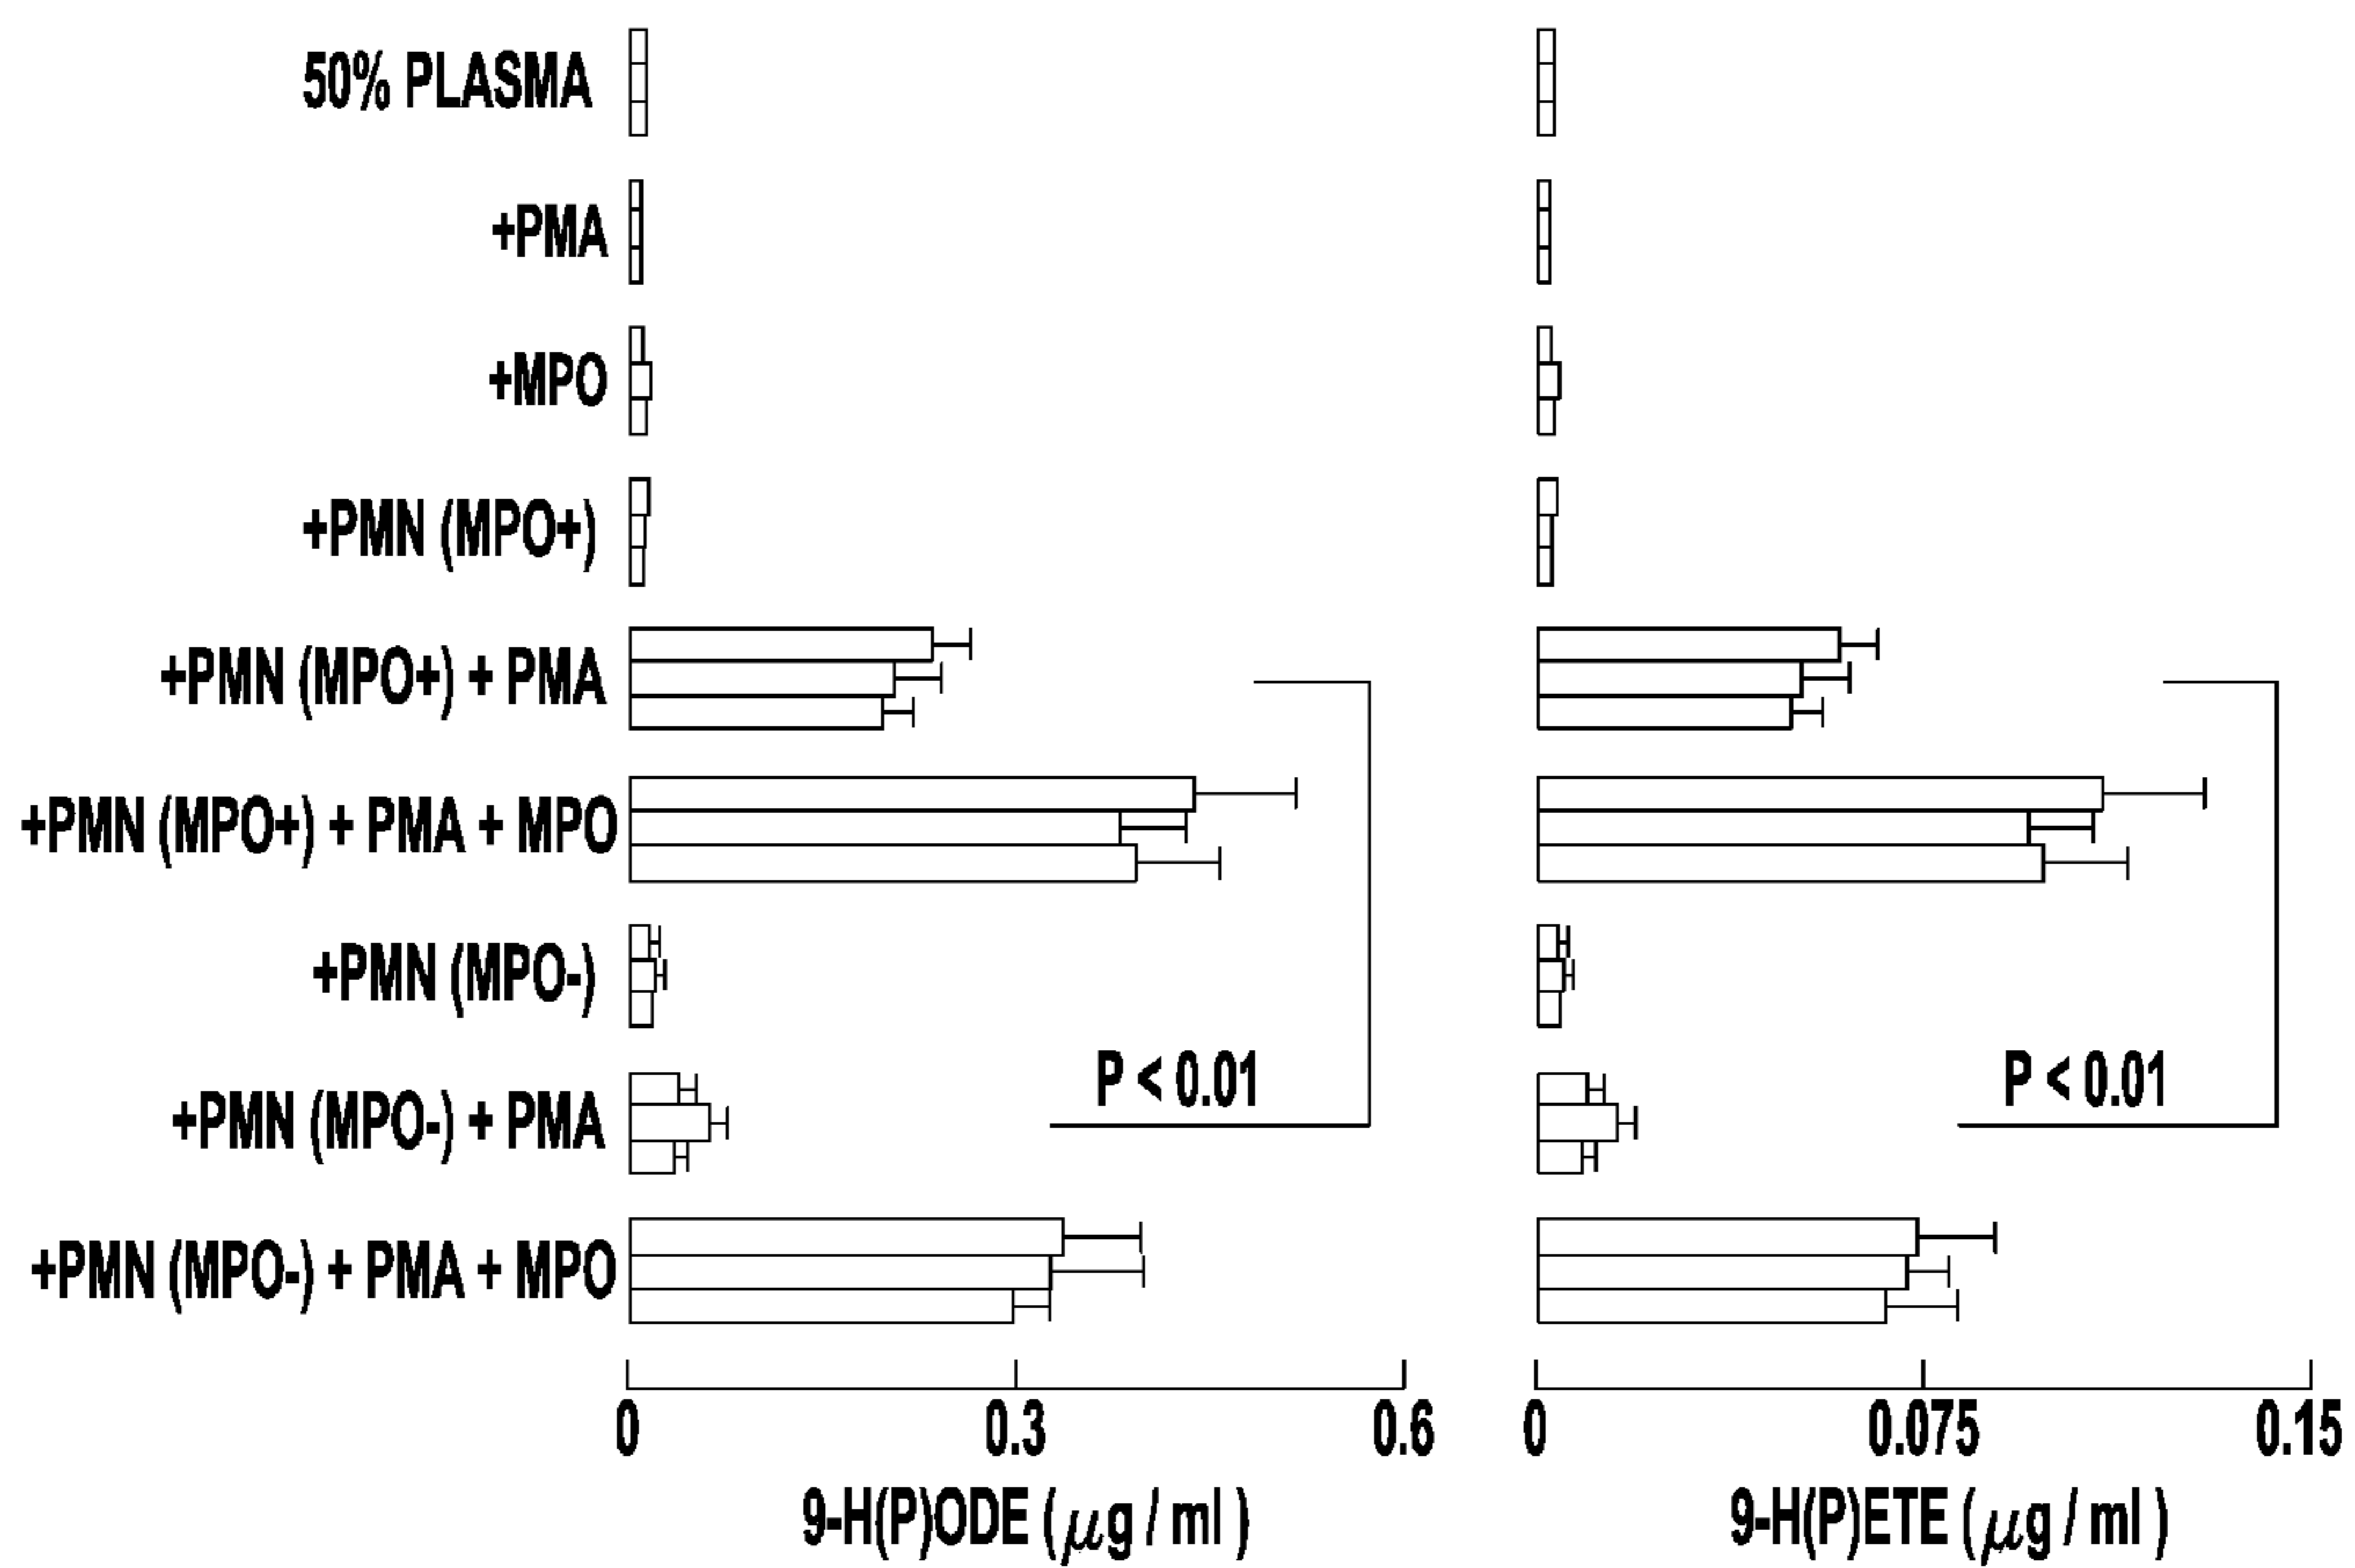 50% PLASMA
+PMA
+MPO
+PMN (MPO+)
+PMN (MPO+) + PMA
+PMN (MPO+) + PMA + MPO
+PMN (MPO-)
+PMN (MPO-) + PMA
+PMN (MPO-) + PMA + MPO
P < 0.01
P < 0.01
0 0.3 0.6
0 0.075 0.15
9-H(P)ODE (μg / ml )
9-H(P)ETE (μg / ml )